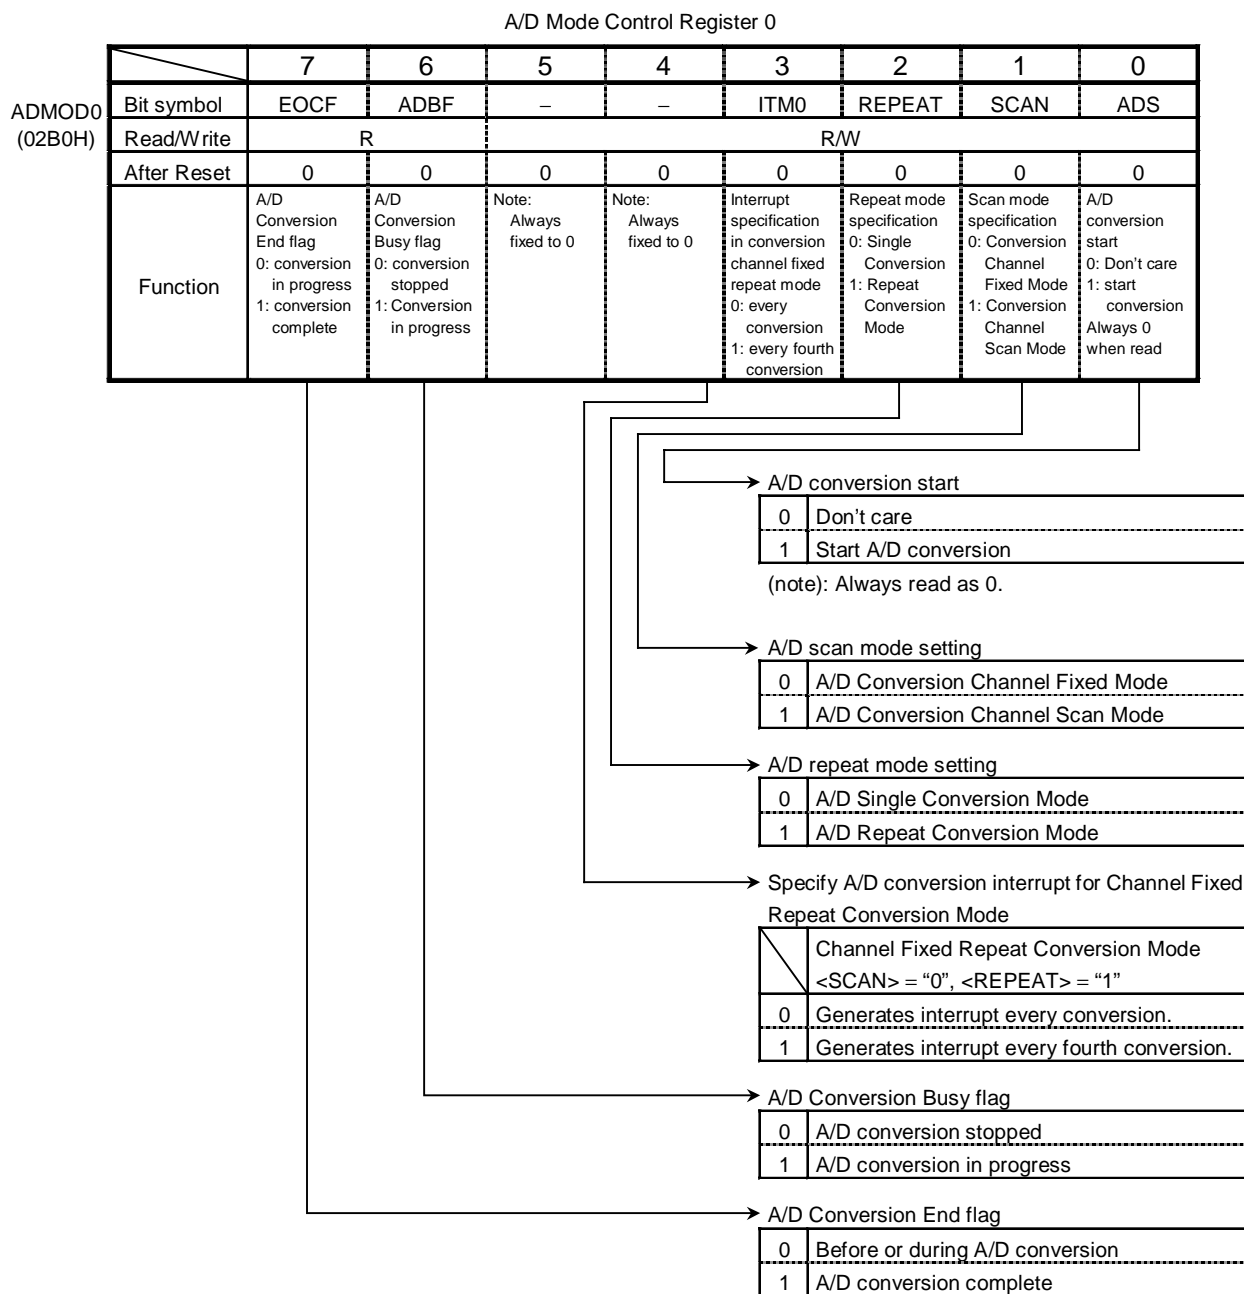 A/D Mode Control Register 0
7 6 5 4 3 2 1 0
ADMOD0
(02B0H)
Bit symbol EOCF ADBF – – ITM0 REPEAT SCAN ADS
Read/Write R R/W
After Reset 0 0 0 0 0 0 0 0
Function
A/D
Conversion
End flag
0: conversion
in progress
1: conversion
complete
A/D
Conversion
Busy flag
0: conversion
stopped
1: Conversion
in progress
Note:
Always
fixed to 0
Note:
Always
fixed to 0
Interrupt
specification
in conversion
channel fixed
repeat mode
0: every
conversion
1: every fourth
conversion
Repeat mode
specification
0: Single
Conversion
1: Repeat
Conversion
Mode
Scan mode
specification
0: Conversion
Channel
Fixed Mode
1: Conversion
Channel
Scan Mode
A/D
conversion
start
0: Don't care
1: start
conversion
Always 0
when read
A/D conversion start
0 Don't care
1 Start A/D conversion
(note): Always read as 0.
A/D scan mode setting
0 A/D Conversion Channel Fixed Mode
1 A/D Conversion Channel Scan Mode
A/D repeat mode setting
0 A/D Single Conversion Mode
1 A/D Repeat Conversion Mode
Specify A/D conversion interrupt for Channel Fixed
Repeat Conversion Mode
Channel Fixed Repeat Conversion Mode
<SCAN> = “0”, <REPEAT> = “1”
0 Generates interrupt every conversion.
1 Generates interrupt every fourth conversion.
A/D Conversion Busy flag
0 A/D conversion stopped
1 A/D conversion in progress
A/D Conversion End flag
0 Before or during A/D conversion
1 A/D conversion complete